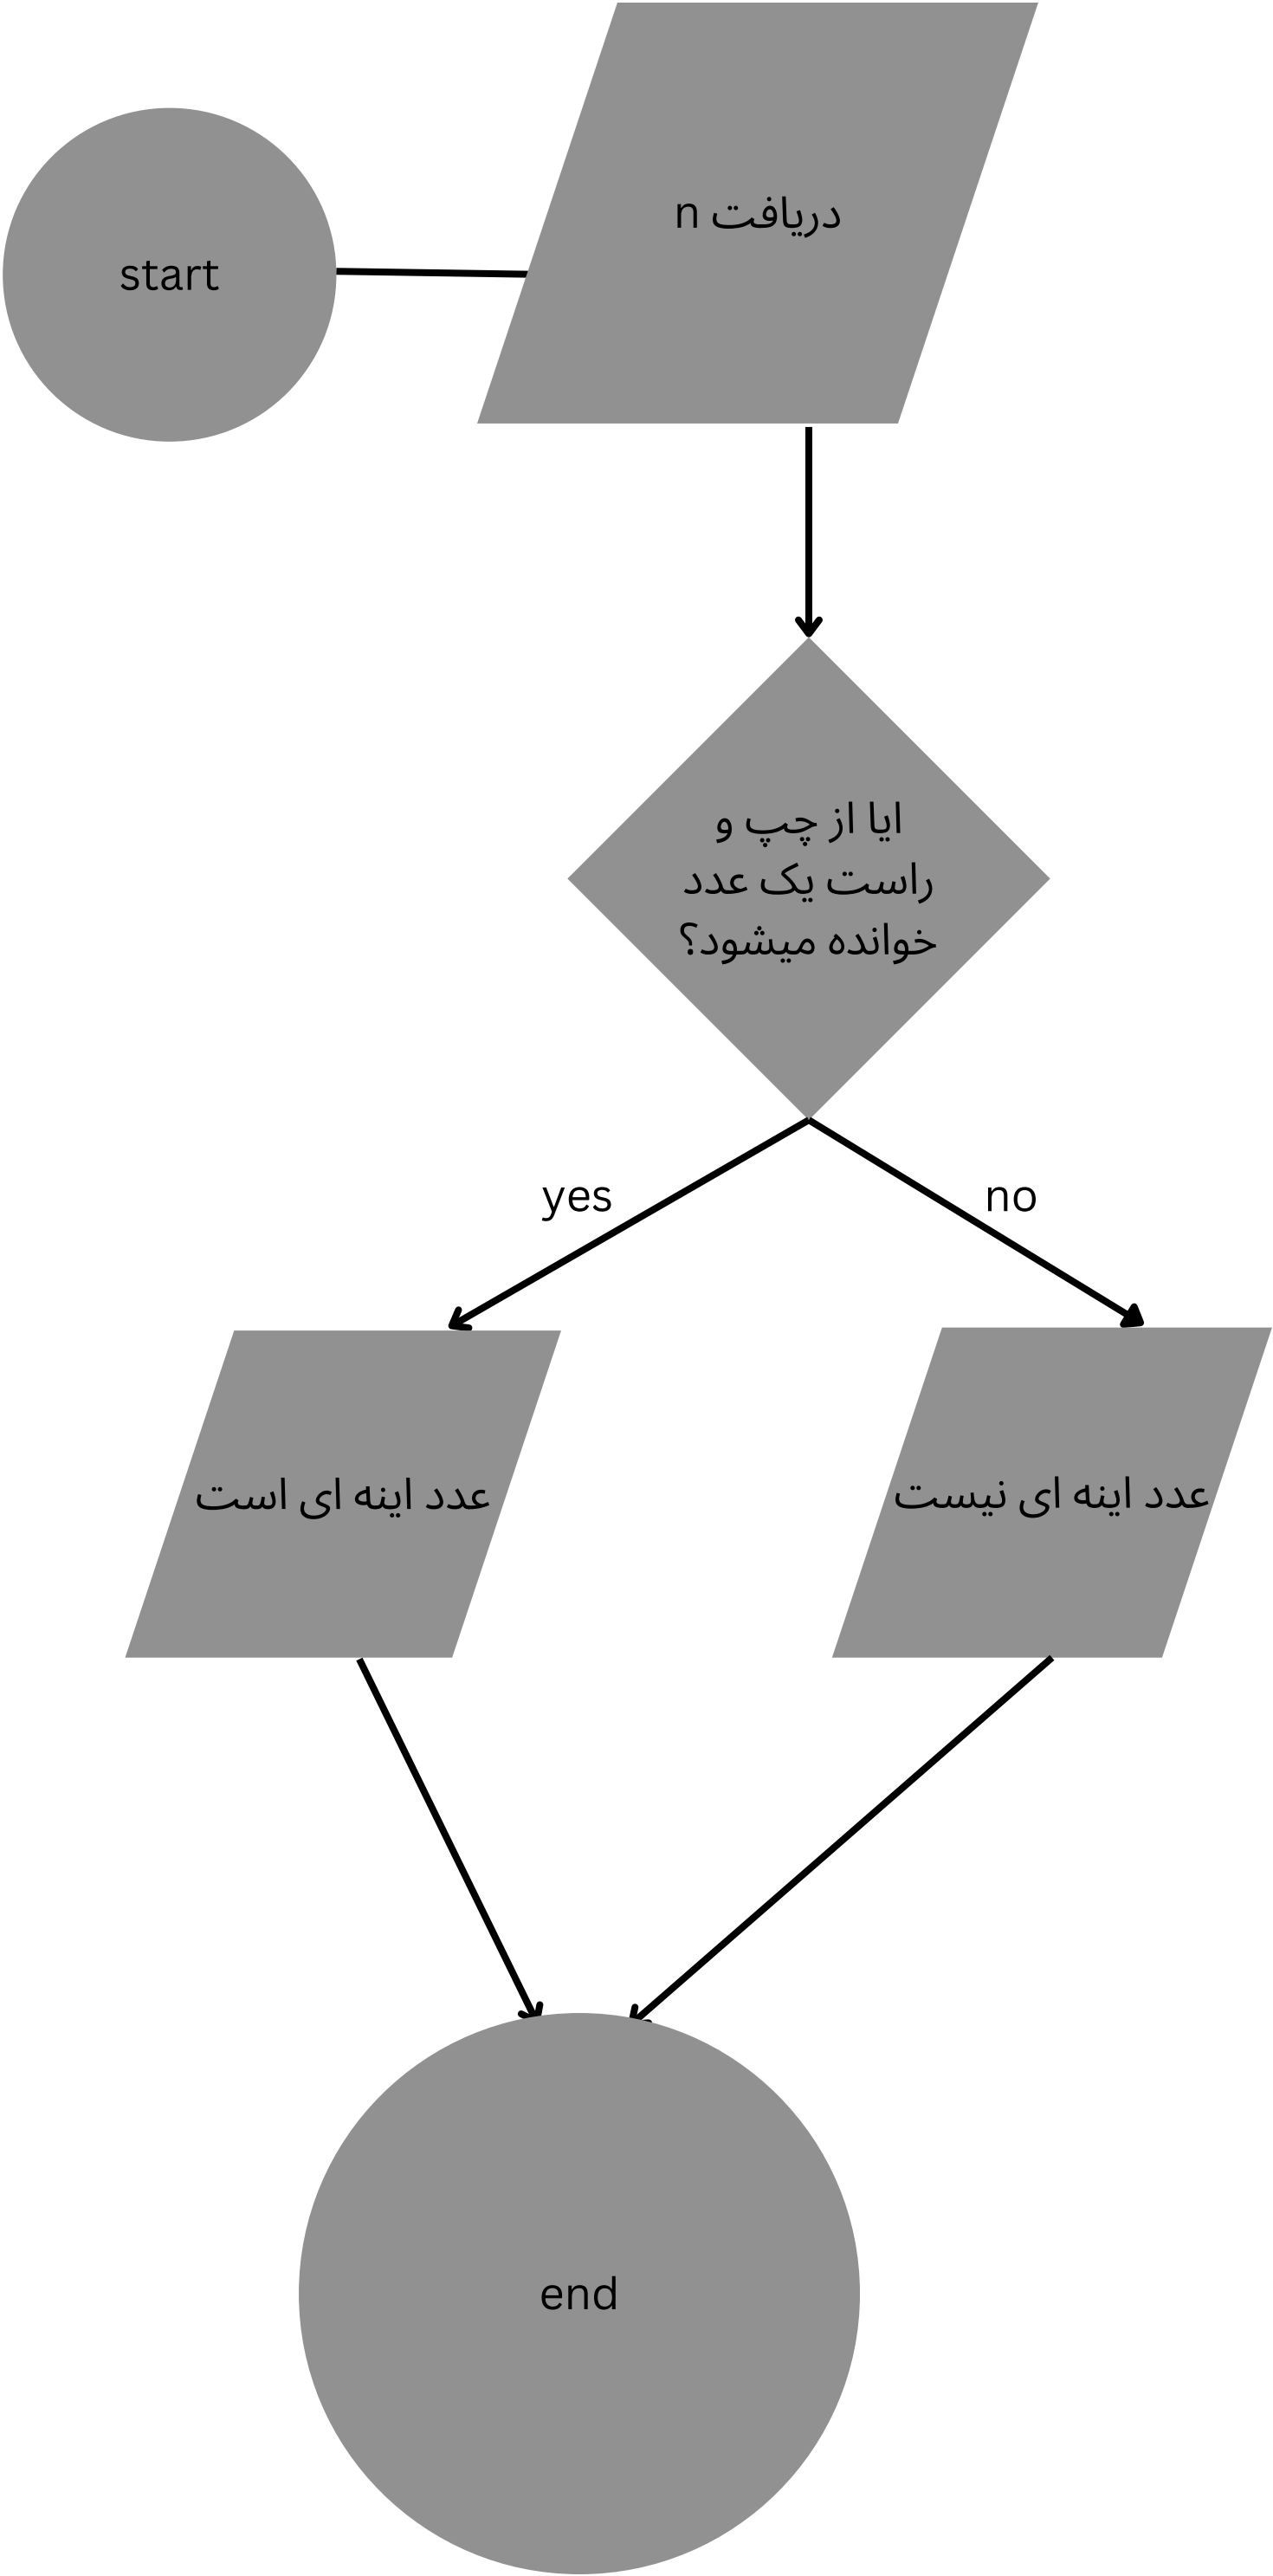 start
دریافت n
ایا از چپ و
راست یک عدد
خوانده میشود؟
yes
no
عدد اینه ای است
عدد اینه ای نیست
end